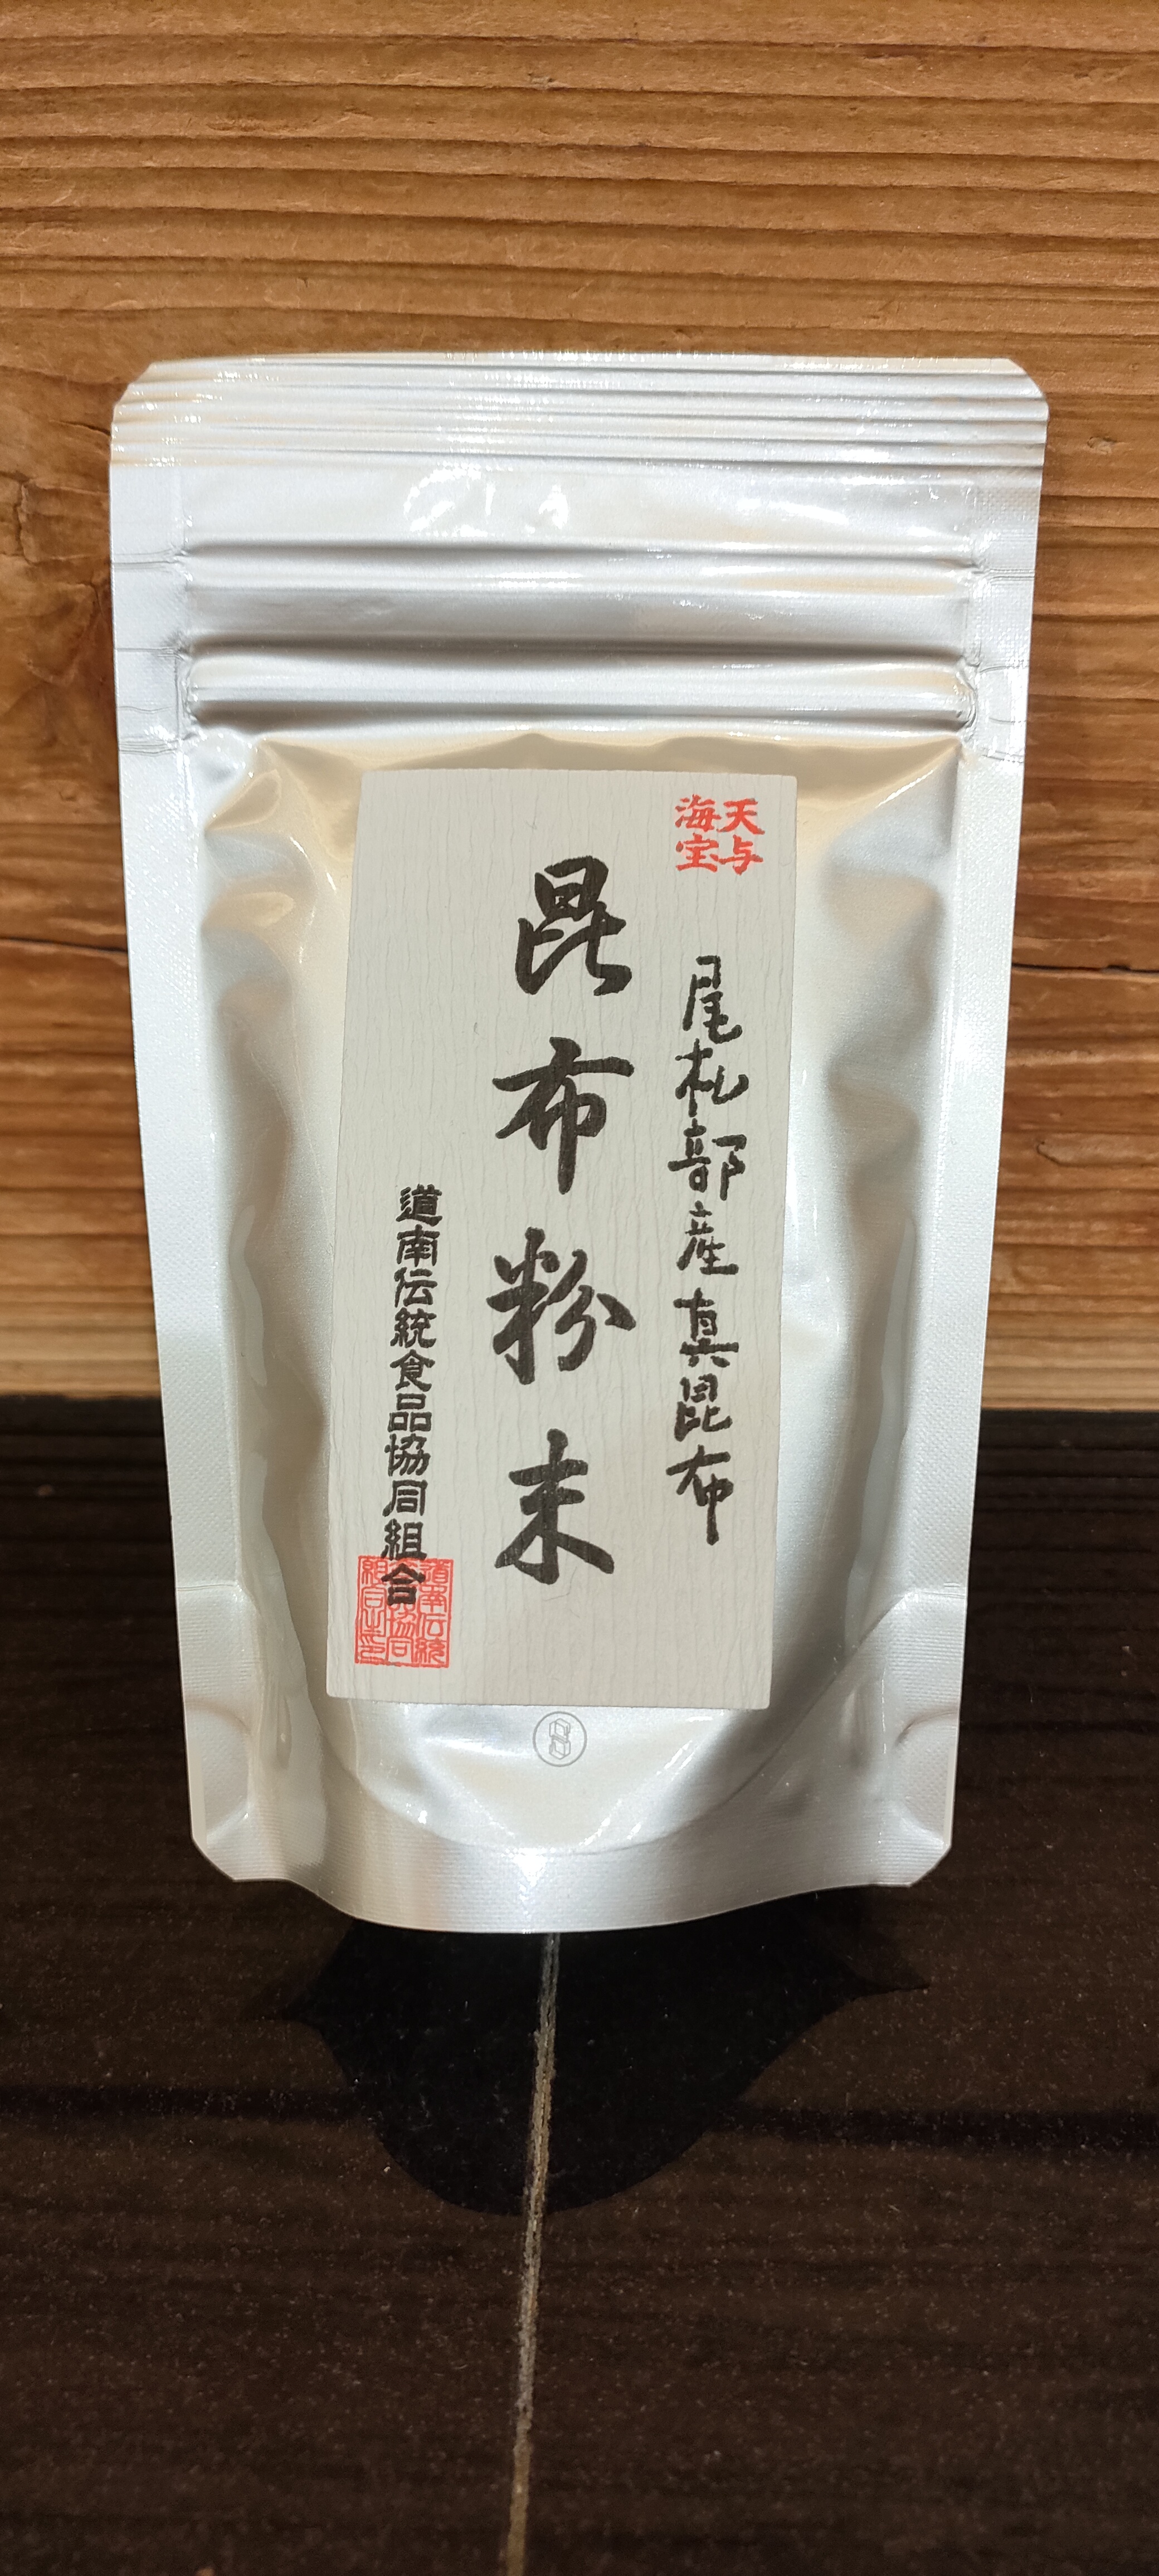 天与
海宝
尾札部産真昆布
昆布粉末
道南伝統食品協同組合